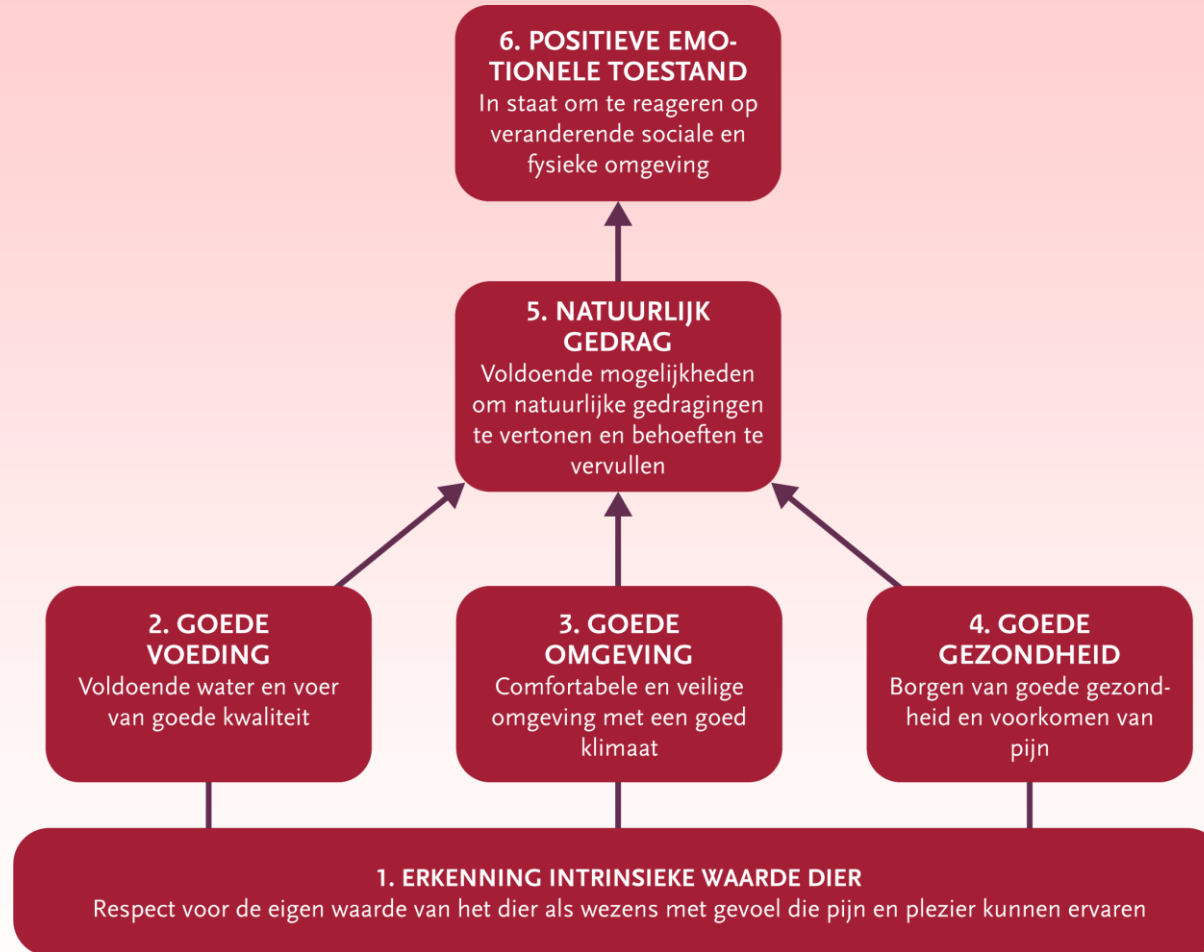 6. POSITIEVE EMO-
TIONELE TOESTAND
In staat om te reageren op
veranderende sociale en
fysieke omgeving
5. NATUURLIJK
GEDRAG
Voldoende mogelijkheden
om natuurlijke gedragingen
te vertonen en behoeften te
vervullen
2. GOEDE
VOEDING
Voldoende water en voer
van goede kwaliteit
3. GOEDE
OMGEVING
Comfortabele en veilige
omgeving met een goed
klimaat
4. GOEDE
GEZONDHEID
Borgen van goede gezond-
heid en voorkomen van
pijn
1. ERKENNING INTRINSIEKE WAARDE DIER
Respect voor de eigen waarde van het dier als wezens met gevoel die pijn en plezier kunnen ervaren